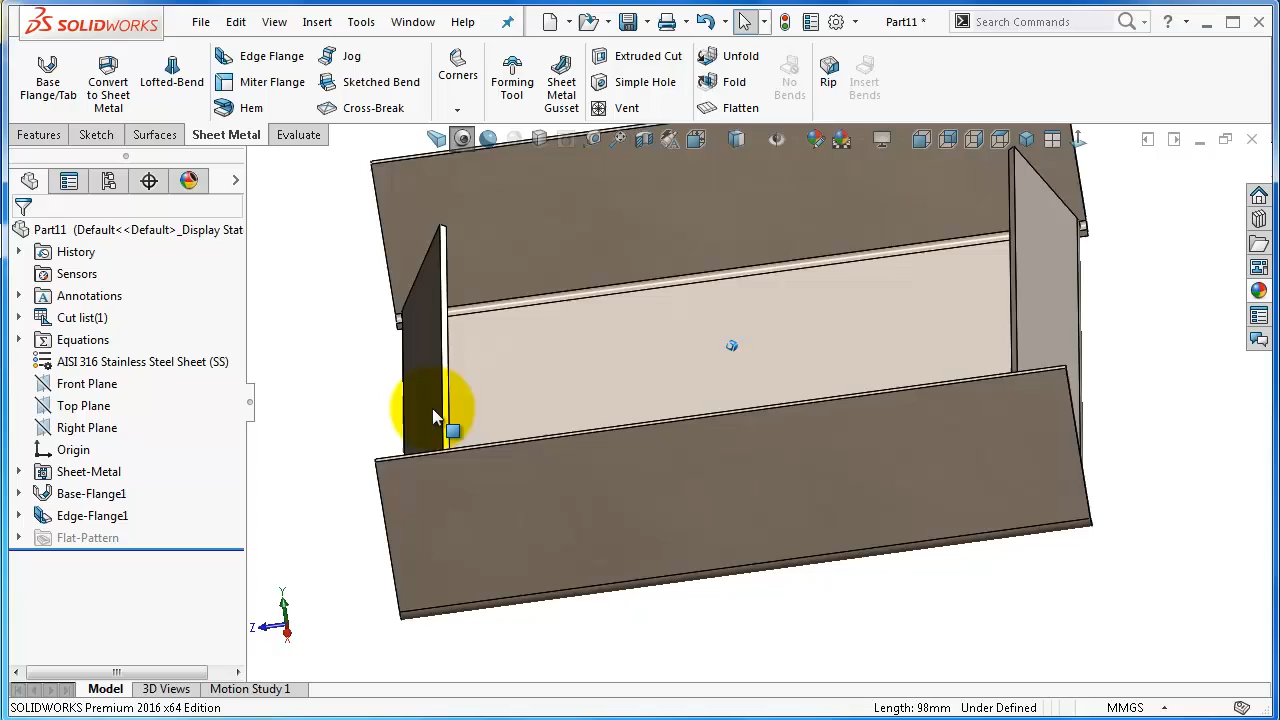 SOLIDWORKS
File Edit View Insert Tools Window Help
Part11 *
Search Commands
?
Base Flange/Tab
Convert to Sheet Metal
Lofted-Bend
Edge Flange
Miter Flange
Hem
Jog
Sketched Bend
Cross-Break
Corners
Forming Tool
Sheet Metal Gusset
Extruded Cut
Simple Hole
Vent
Unfold
Fold
Flatten
No Bends
Rip
Insert Bends
Features Sketch Surfaces Sheet Metal Evaluate
Part11 (Default<<Default>_Display Stat
History
Sensors
Annotations
Cut list(1)
Equations
AISI 316 Stainless Steel Sheet (SS)
Front Plane
Top Plane
Right Plane
Origin
Sheet-Metal
Base-Flange1
Edge-Flange1
Flat-Pattern
Y
Z
X
Model 3D Views Motion Study 1
SOLIDWORKS Premium 2016 x64 Edition
Length: 98mm Under Defined MMGS